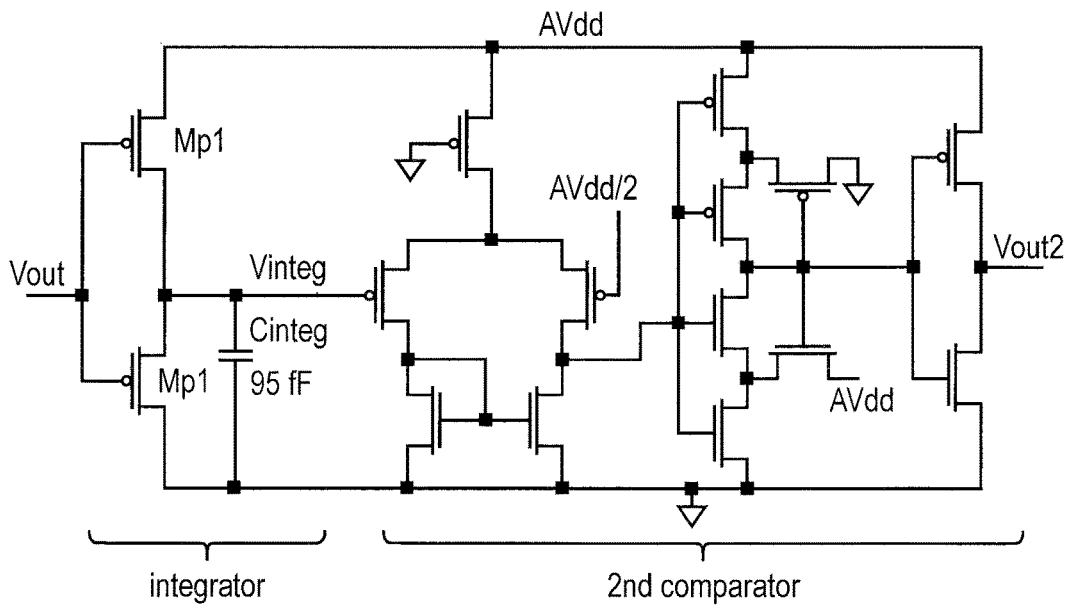 AVdd
Mp1
AVdd/2
Vout
Vinteg
Vout2
Cinteg
95 fF
Mp1
AVdd
integrator
2nd comparator